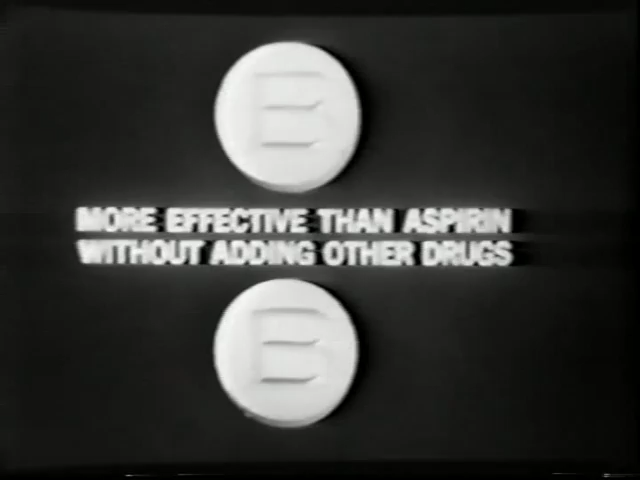 B
MORE EFFECTIVE THAN ASPIRIN
WITHOUT ADDING OTHER DRUGS
B